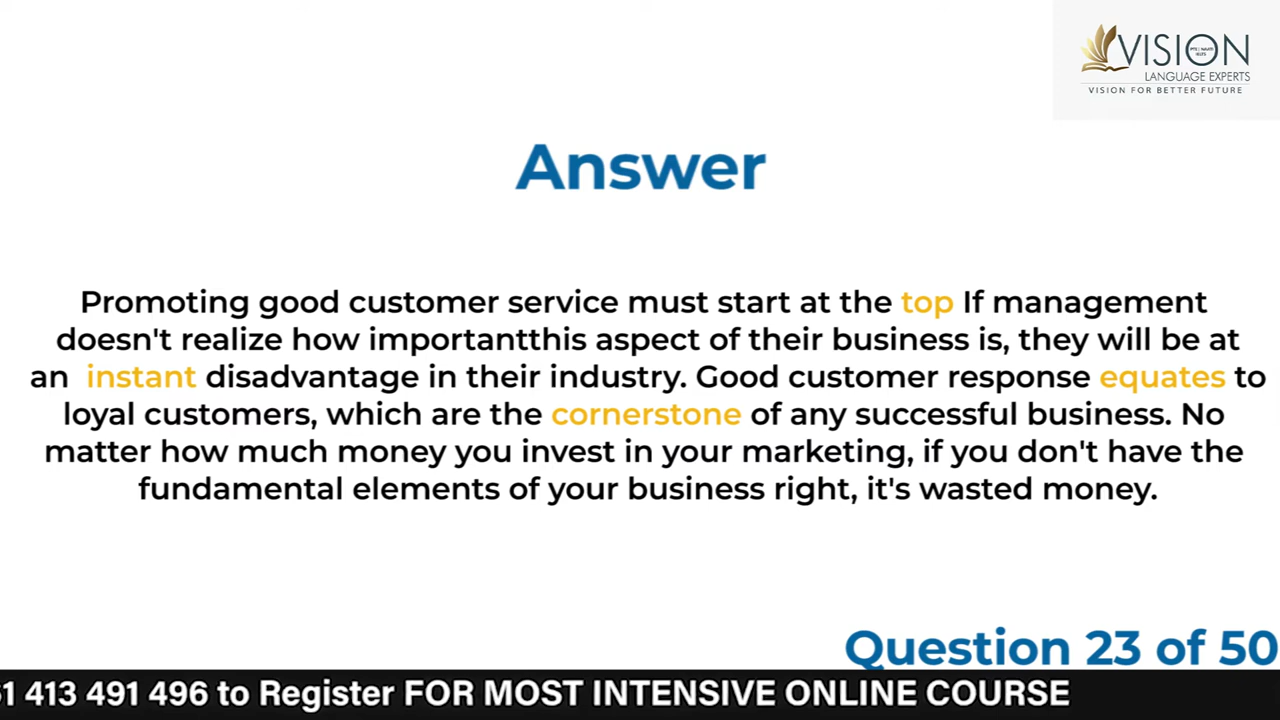 VISION
LANGUAGE EXPERTS
VISION FOR BETTER FUTURE
Answer
Promoting good customer service must start at the top If management
doesn't realize how importantthis aspect of their business is, they will be at
an instant disadvantage in their industry. Good customer response equates to
loyal customers, which are the cornerstone of any successful business. No
matter how much money you invest in your marketing, if you don't have the
fundamental elements of your business right, it's wasted money.
Question 23 of 50
61 413 491 496 to Register FOR MOST INTENSIVE ONLINE COURSE